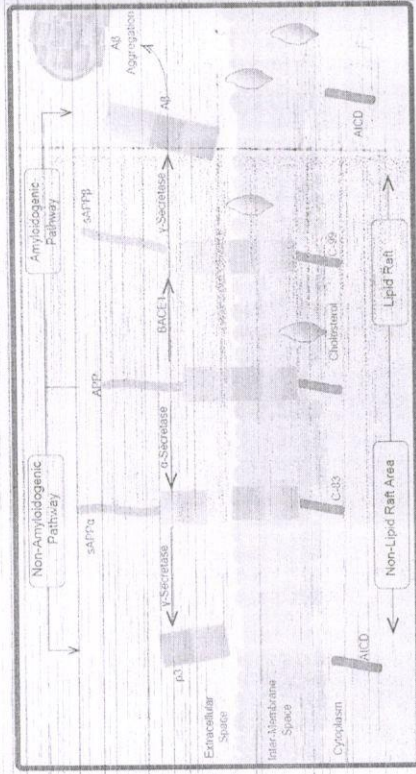 Non-Amyloidogenic
Pathway
Amyloidogenic
Pathway
sAPPα
APP
sAPPβ
Aβ
Aggregation
p3
γ-Secretase
α-Secretase
BACE1
γ-Secretase
Aβ
Extracellular
Space
Inter-Membrane
Space
Cytoplasm
AICD
C-83
Cholesterol
C-99
AICD
Non-Lipid Raft Area
Lipid Raft